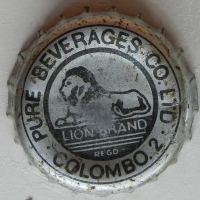 PURE BEVERAGES CO. LTD.
LION BRAND
REGD
COLOMBO. 2.